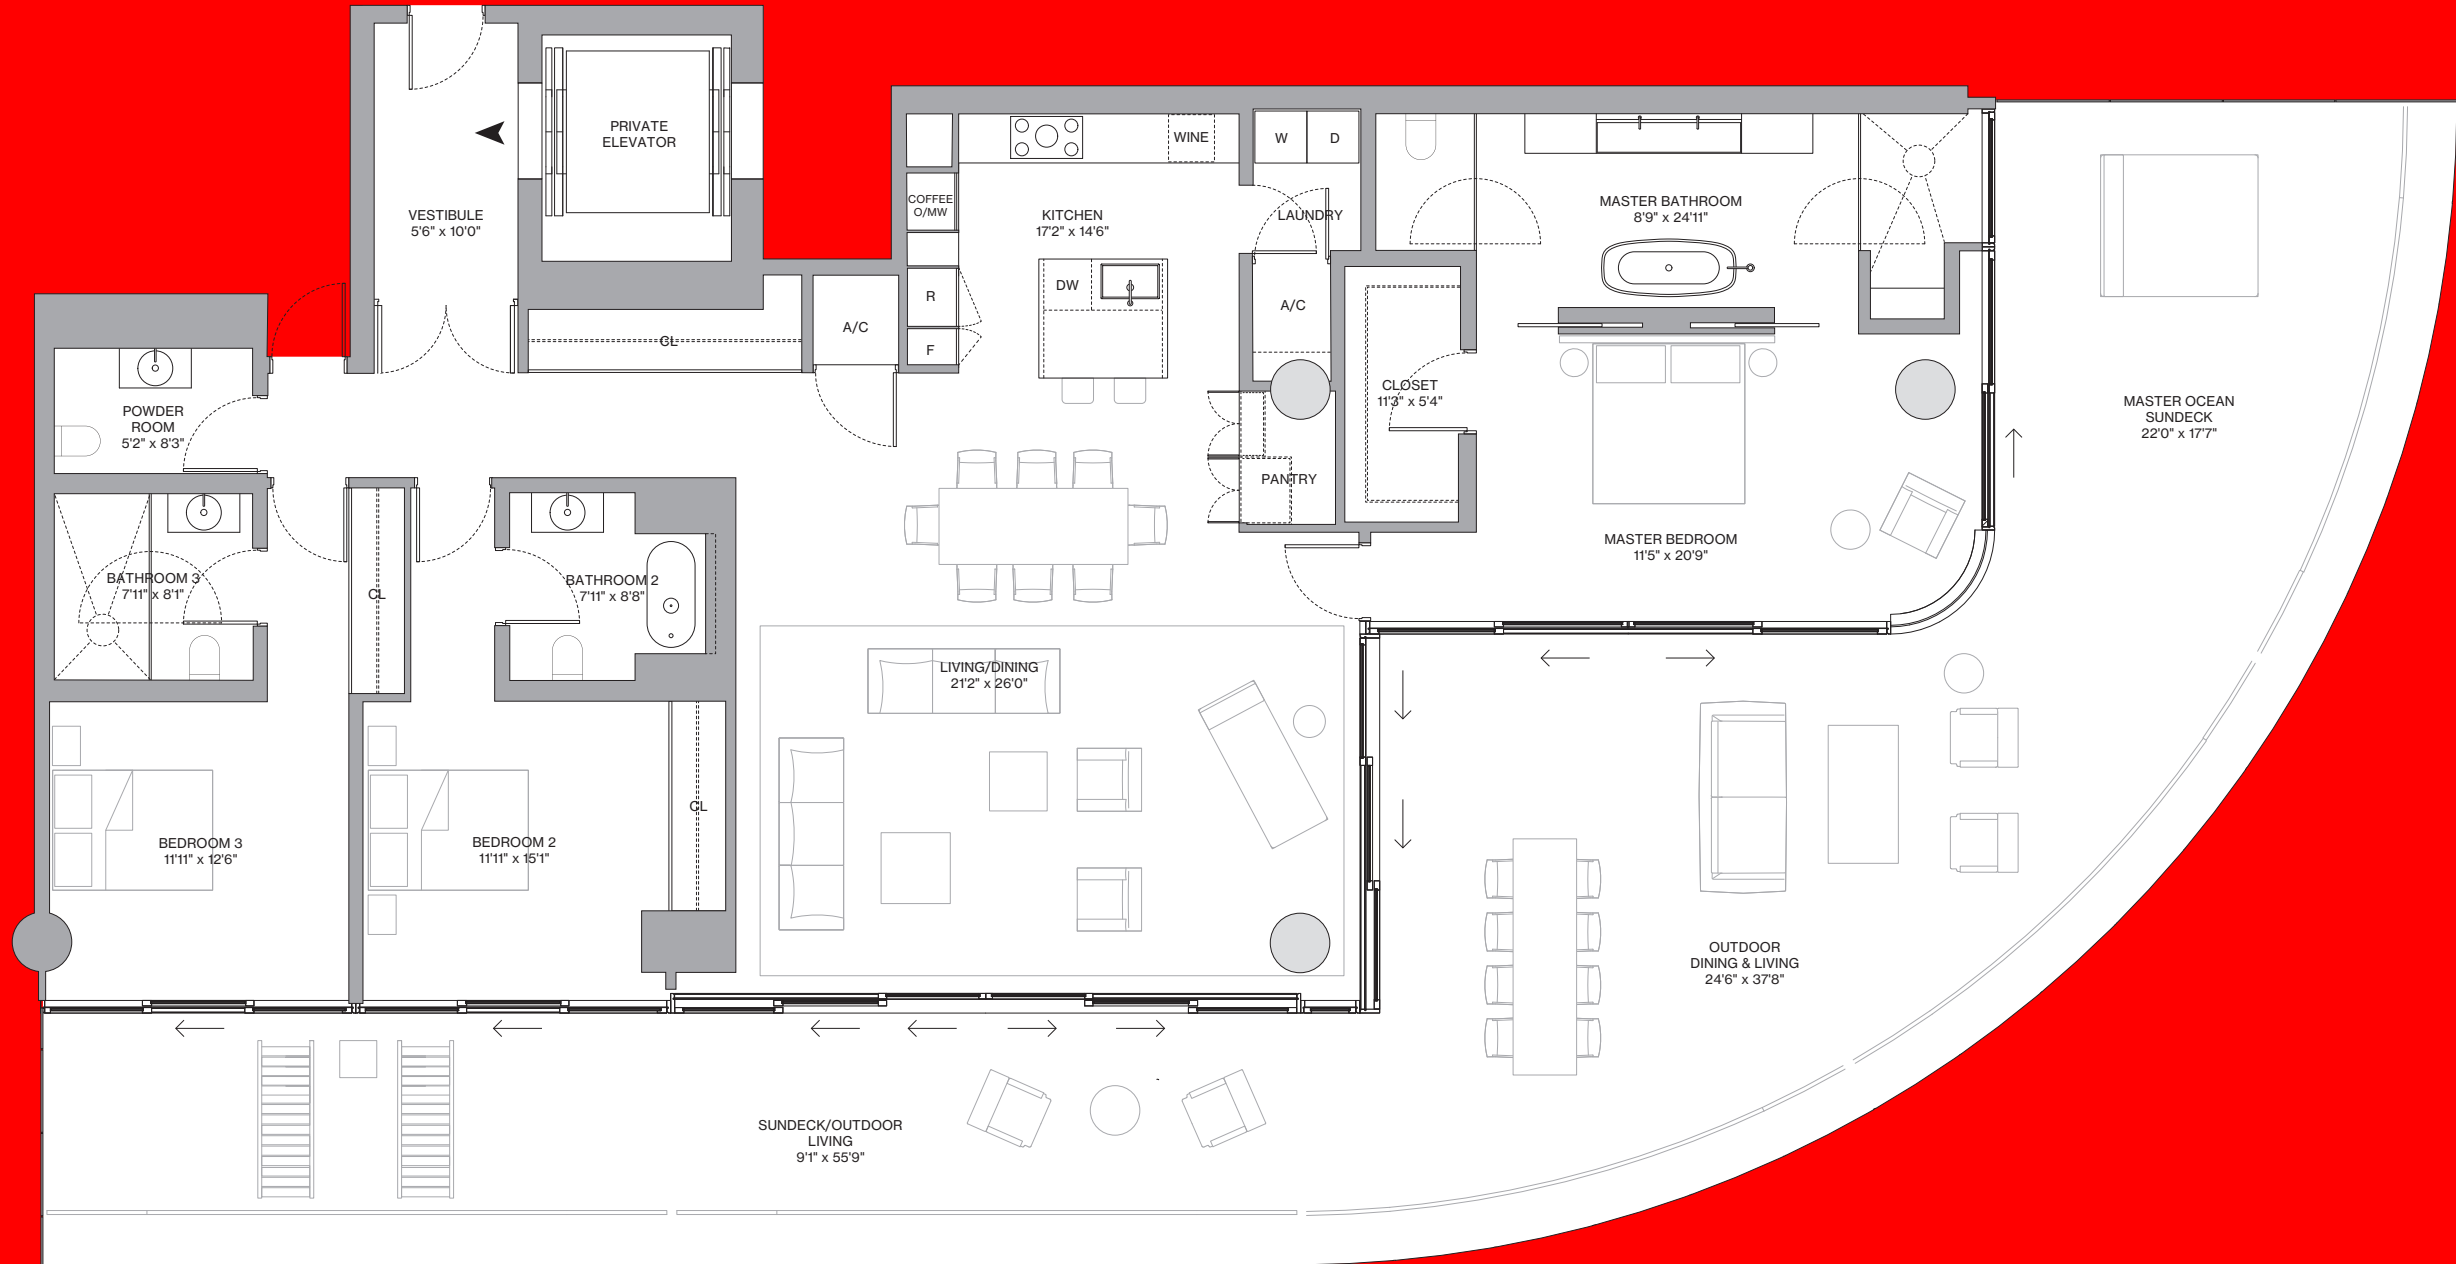 PRIVATE
ELEVATOR
VESTIBULE
5'6" x 10'0"
COFFEE
O/MW
R
F
WINE
KITCHEN
17'2" x 14'6"
DW
W
D
LAUNDRY
A/C
MASTER BATHROOM
8'9" x 24'11"
CL
A/C
CLOSET
11'3" x 5'4"
PANTRY
MASTER OCEAN
SUNDECK
22'0" x 17'7"
POWDER
ROOM
5'2" x 8'3"
MASTER BEDROOM
11'5" x 20'9"
BATHROOM 3
7'11" x 8'1"
CL
BATHROOM 2
7'11" x 8'8"
LIVING/DINING
21'2" x 26'0"
CL
BEDROOM 3
11'11" x 12'6"
BEDROOM 2
11'11" x 15'1"
OUTDOOR
DINING & LIVING
24'6" x 37'8"
SUNDECK/OUTDOOR
LIVING
9'1" x 55'9"